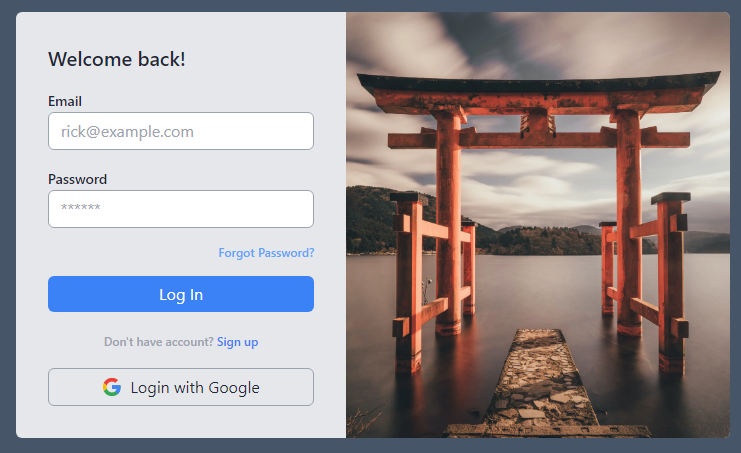 Welcome back!
Email
rick@example.com
Password
******
Forgot Password?
Log In
Don't have account? Sign up
Login with Google